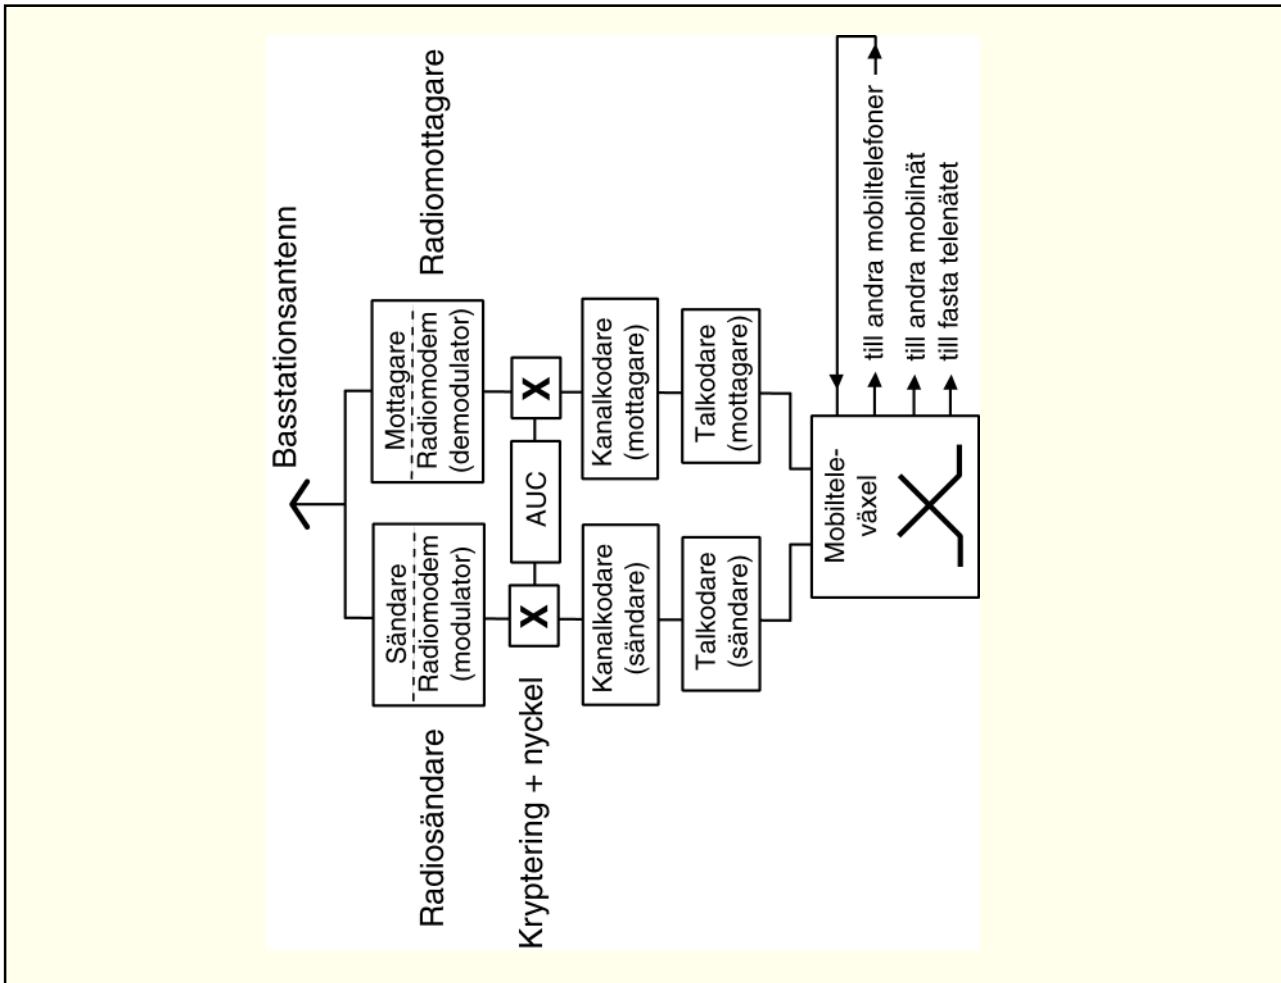 Basstationsantenn
Radiosändare
Sändare
Radiomodem
(modulator)
Mottagare
Radiomodem
(demodulator)
Radiomottagare
Kryptering + nyckel
X
AUC
X
Kanalkodare
(sändare)
Kanalkodare
(mottagare)
Talkodare
(sändare)
Talkodare
(mottagare)
Mobiltele-
växel
till andra mobiltelefoner
till andra mobilnät
till fasta telenätet